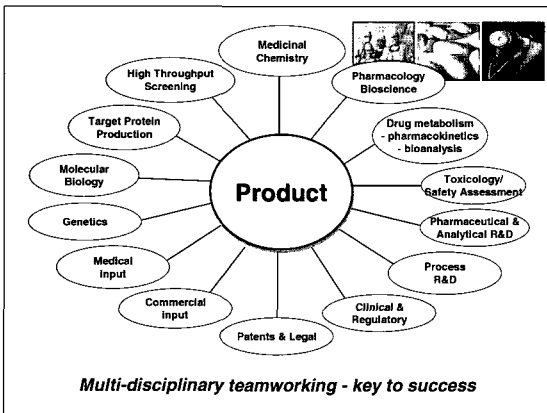 Medicinal
Chemistry
High Throughput
Screening
Pharmacology
Bioscience
Target Protein
Production
Drug metabolism
- pharmacokinetics
- bioanalysis
Molecular
Biology
Product
Toxicology/
Safety Assessment
Genetics
Pharmaceutical &
Analytical R&D
Medical
Input
Process
R&D
Commercial
input
Clinical &
Regulatory
Patents & Legal
Multi-disciplinary teamworking - key to success